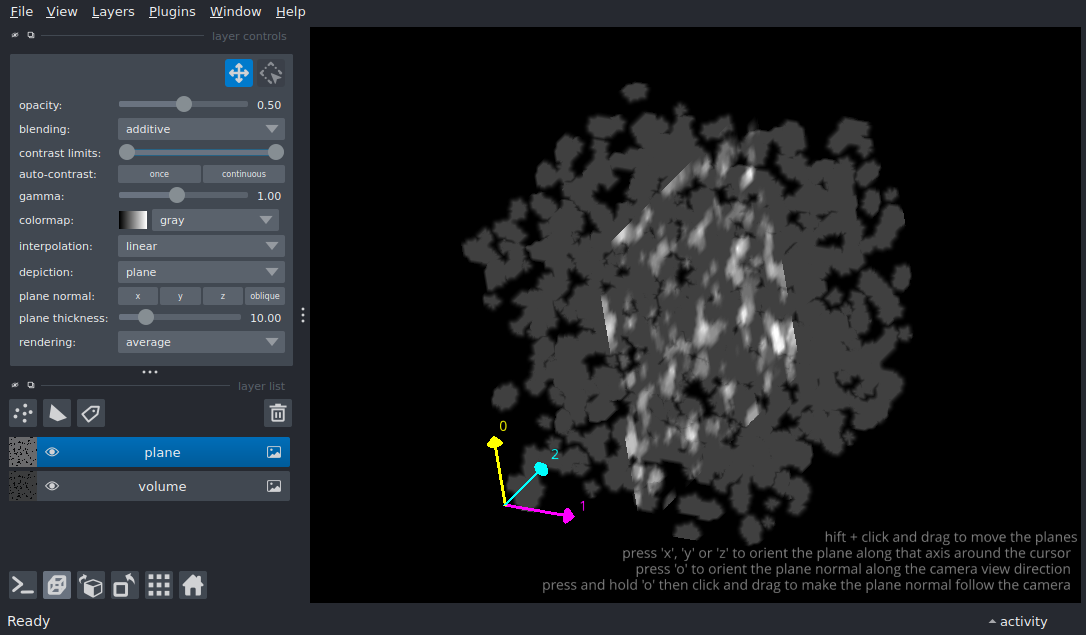 File View Layers Plugins Window Help
layer controls
opacity: 0.50
blending: additive
contrast limits:
auto-contrast: once continuous
gamma: 1.00
colormap: gray
interpolation: linear
depiction: plane
plane normal: x y z oblique
plane thickness: 10.00
rendering: average
layer list
plane
volume
0
2
1
hift + click and drag to move the planes
press 'x', 'y' or 'z' to orient the plane along that axis around the cursor
press 'o' to orient the plane normal along the camera view direction
press and hold 'o' then click and drag to make the plane normal follow the camera
Ready
activity